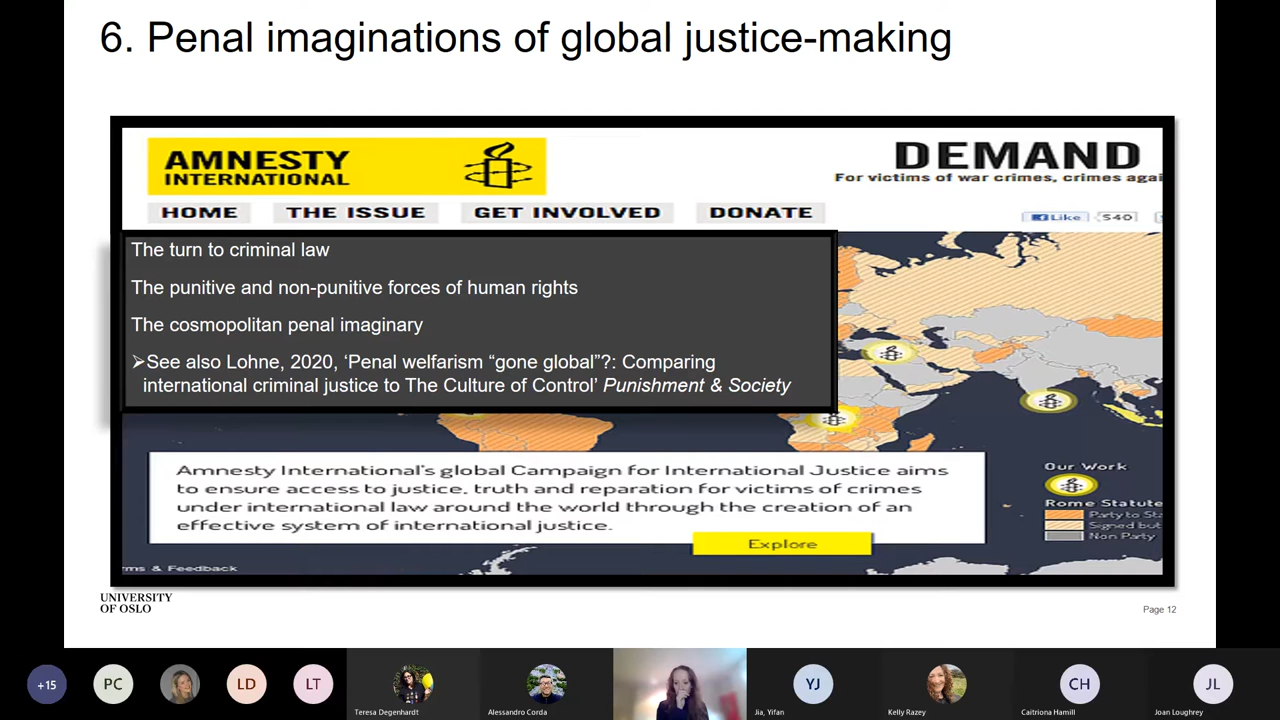 6. Penal imaginations of global justice-making
AMNESTY
INTERNATIONAL
DEMAND
For victims of war crimes, crimes agai
HOME
THE ISSUE
GET INVOLVED
DONATE
Like
540
The turn to criminal law
The punitive and non-punitive forces of human rights
The cosmopolitan penal imaginary
➢See also Lohne, 2020, ‘Penal welfarism “gone global”?: Comparing
international criminal justice to The Culture of Control’ Punishment & Society
Amnesty International's global Campaign for International Justice aims
to ensure access to justice, truth and reparation for victims of crimes
under international law around the world through the creation of an
effective system of international justice.
Explore
Our Work
Rome Statute
Party to Sta
Signed but
Non Party
rms & Feedback
UNIVERSITY
OF OSLO
Page 12
+15
PC
LD
LT
YJ
CH
JL
Teresa Degenhardt
Alessandro Corda
Jia, Yifan
Kelly Razey
Caitriona Hamill
Joan Loughrey